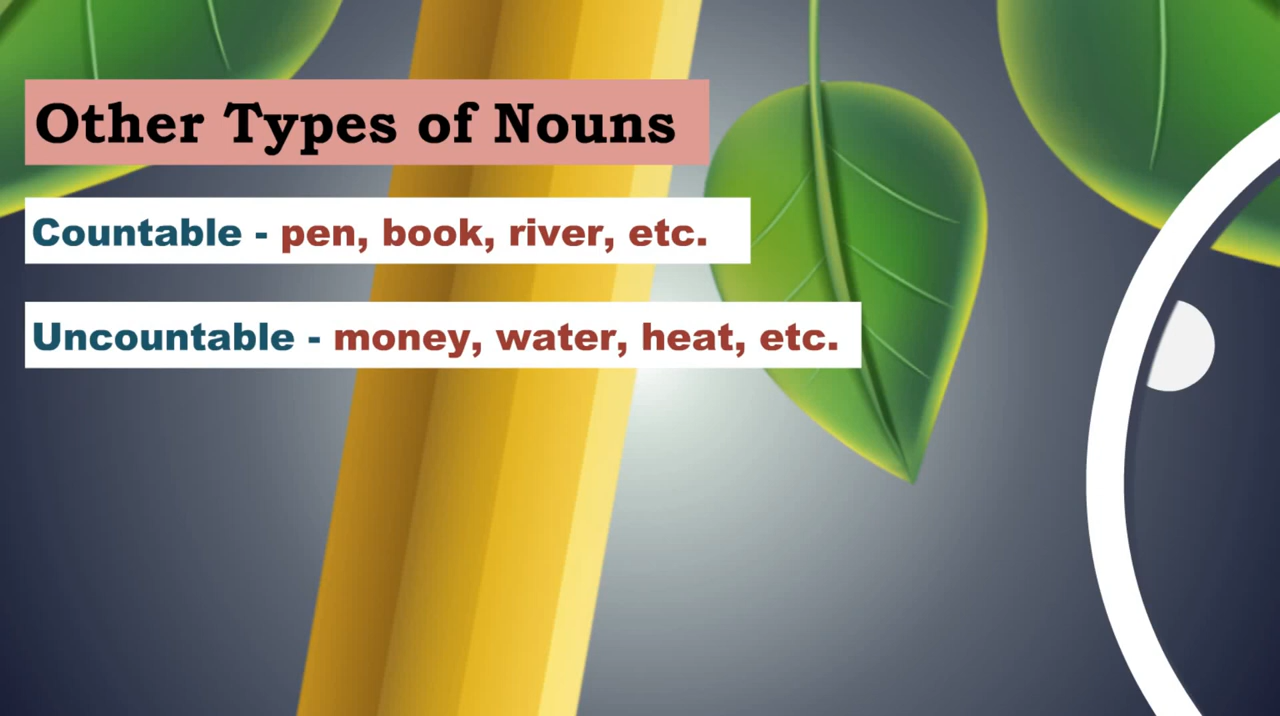 Other Types of Nouns
Countable - pen, book, river, etc.
Uncountable - money, water, heat, etc.